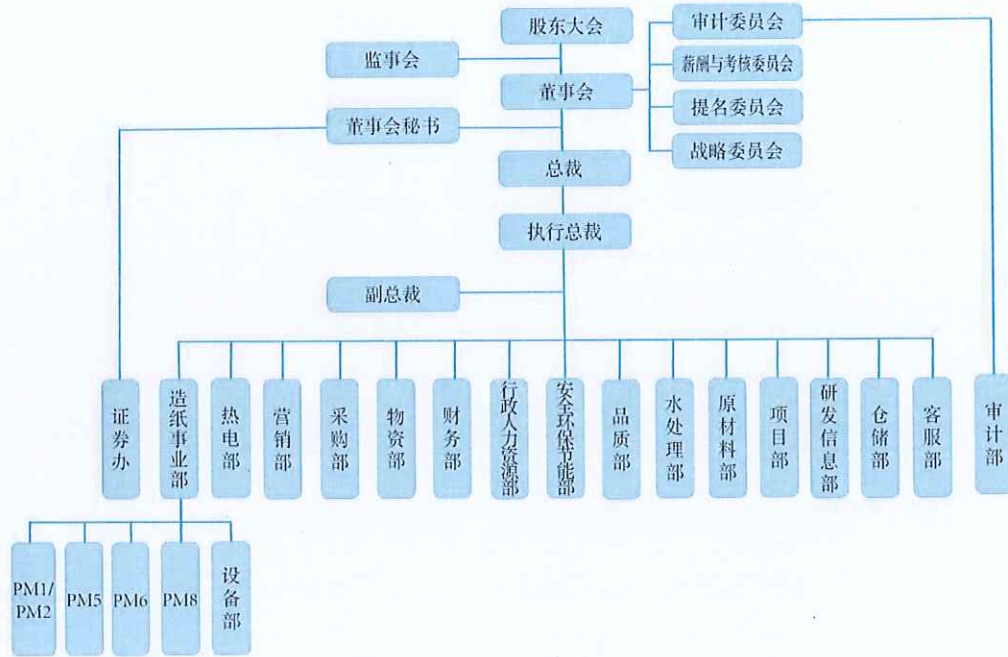 股东大会
审计委员会
监事会
薪酬与考核委员会
董事会
提名委员会
董事会秘书
战略委员会
总裁
执行总裁
副总裁
证券办
造纸事业部
热电部
营销部
采购部
物资部
财务部
行政人力资源部
安全环保节能部
品质部
水处理部
原材料部
项目部
研发信息部
仓储部
客服部
审计部
PM1/
PM2
PM5
PM6
PM8
设备部